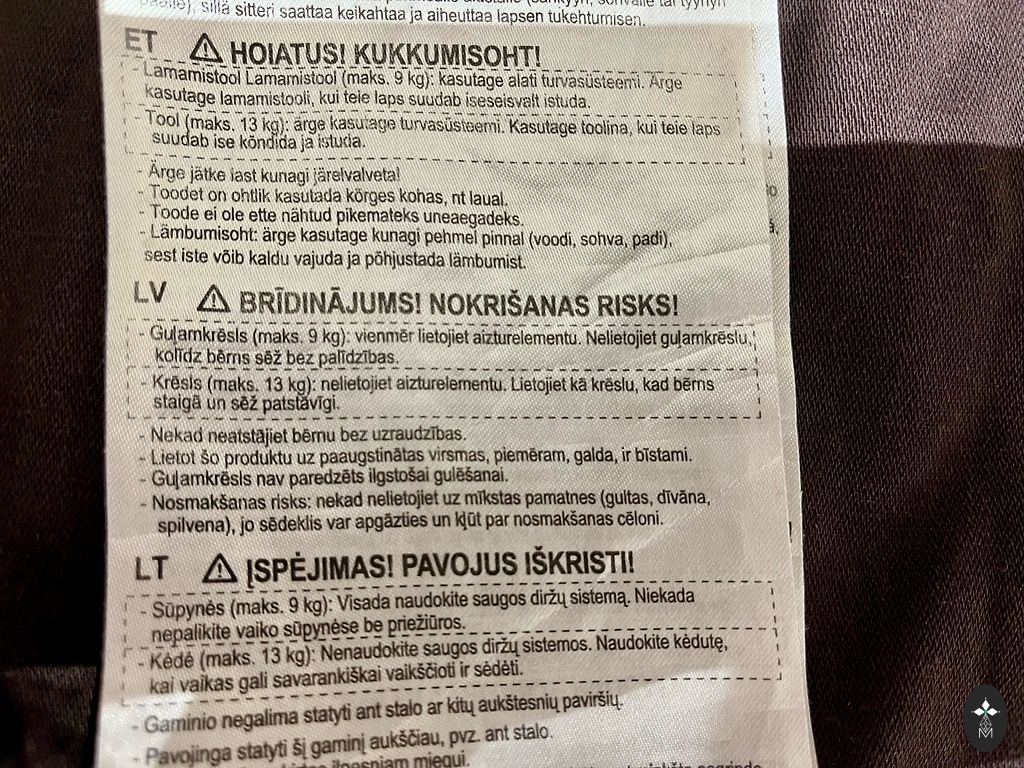 sillä sitteri saattaa keikahtaa ja aiheuttaa lapsen tukehtumisen.
ET ⚠ HOIATUS! KUKKUMISOHT!
- Lamamistool Lamamistool (maks. 9 kg): kasutage alati turvasüsteemi. Ärge
kasutage lamamistooli, kui teie laps suudab iseseisvalt istuda.
- Tool (maks. 13 kg): ärge kasutage turvasüsteemi. Kasutage toolina, kui teie laps
suudab ise kõndida ja istuda.
- Ärge jätke last kunagi järelvalveta!
- Toodet on ohtlik kasutada kõrges kohas, nt laual.
- Toode ei ole ette nähtud pikemateks uneaegadeks.
- Lämbumisoht: ärge kasutage kunagi pehmel pinnal (voodi, sohva, padi),
sest iste võib kaldu vajuda ja põhjustada lämbumist.
LV ⚠ BRĪDINĀJUMS! NOKRIŠANAS RISKS!
- Guļamkrēsls (maks. 9 kg): vienmēr lietojiet aizturelementu. Nelietojiet guļamkrēslu,
kolīdz bērns sēž bez palīdzības.
- Krēsls (maks. 13 kg): nelietojiet aizturelementu. Lietojiet kā krēslu, kad bērns
staigā un sēž patstāvīgi.
- Nekad neatstājiet bērnu bez uzraudzības.
- Lietot šo produktu uz paaugstinātas virsmas, piemēram, galda, ir bīstami.
- Guļamkrēsls nav paredzēts ilgstošai gulēšanai.
- Nosmakšanas risks: nekad nelietojiet uz mīkstas pamatnes (gultas, dīvāna,
spilvena), jo sēdeklis var apgāzties un kļūt par nosmakšanas cēloni.
LT ⚠ ĮSPĖJIMAS! PAVOJUS IŠKRISTI!
- Sūpynės (maks. 9 kg): Visada naudokite saugos diržų sistemą. Niekada
nepalikite vaiko sūpynėse be priežiūros.
- Kėdė (maks. 13 kg): Nenaudokite saugos diržų sistemos. Naudokite kėdutę,
kai vaikas gali savarankiškai vaikščioti ir sėdėti.
- Gaminio negalima statyti ant stalo ar kitų aukštesnių paviršių.
- Pavojinga statyti šį gaminį aukščiau, pvz. ant stalo.
ilgesniam miegui.
M